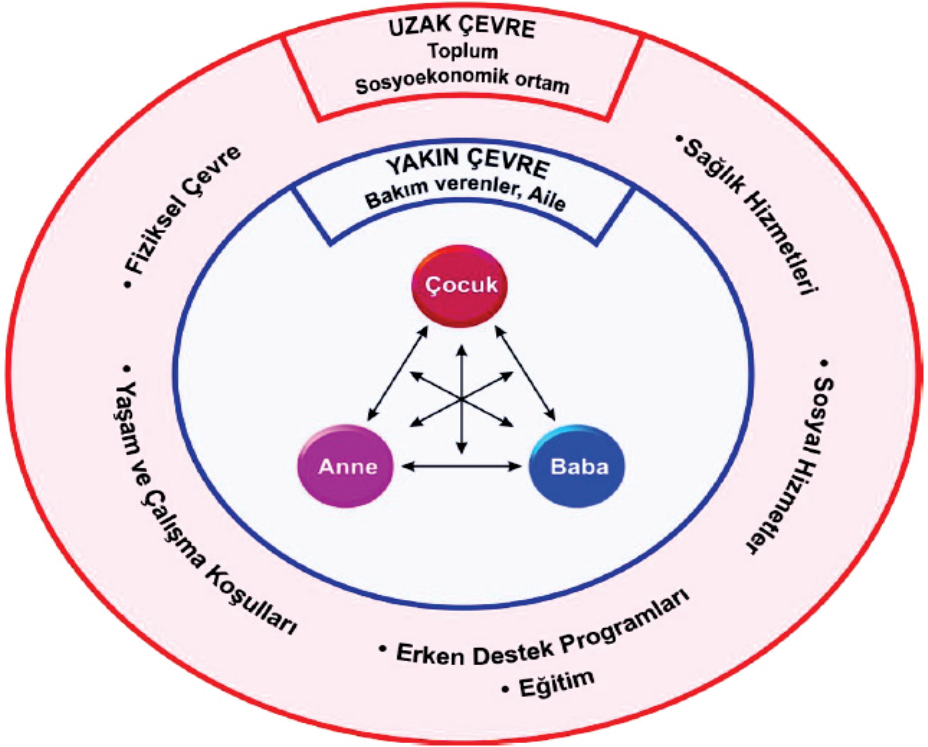 UZAK ÇEVRE
Toplum
Sosyoekonomik ortam
YAKIN ÇEVRE
Bakım verenler, Aile
• Fiziksel Çevre
• Sağlık Hizmetleri
Çocuk
Anne
Baba
• Yaşam ve Çalışma Koşulları
• Sosyal Hizmetler
• Erken Destek Programları
• Eğitim